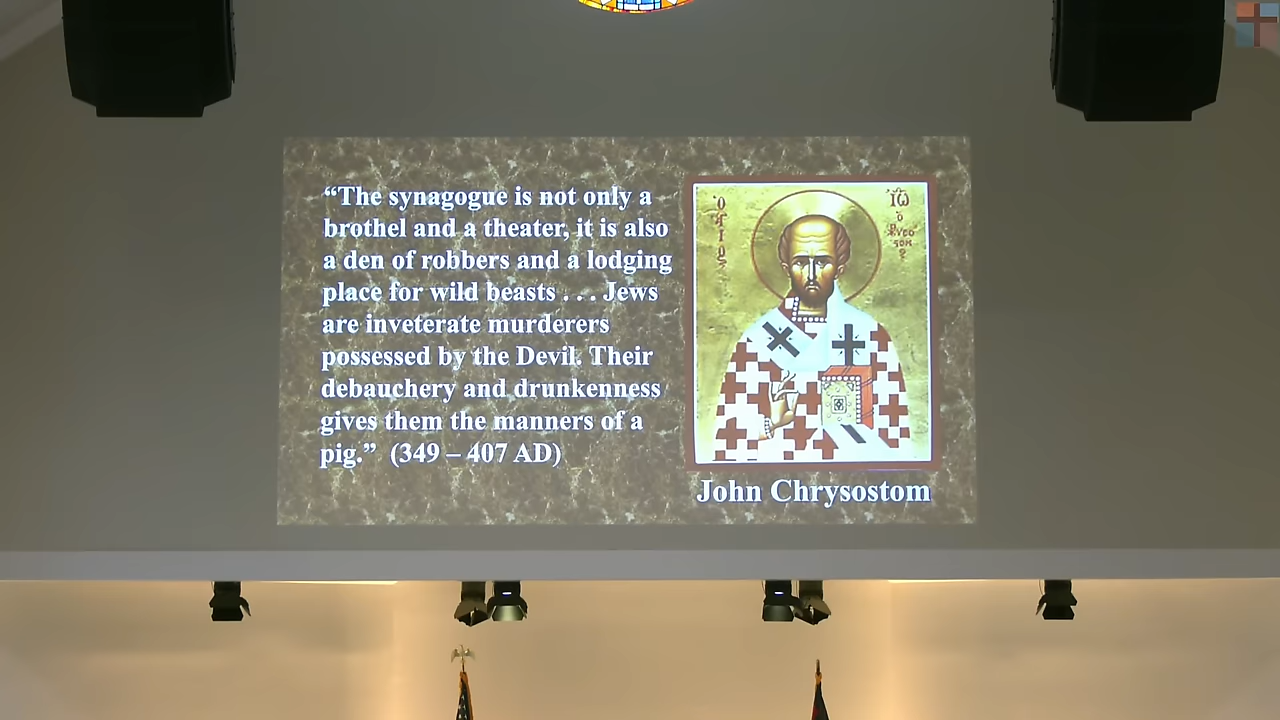 “The synagogue is not only a
brothel and a theater, it is also
a den of robbers and a lodging
place for wild beasts . . . Jews
are inveterate murderers
possessed by the Devil. Their
debauchery and drunkenness
gives them the manners of a
pig.” (349 – 407 AD)
John Chrysostom